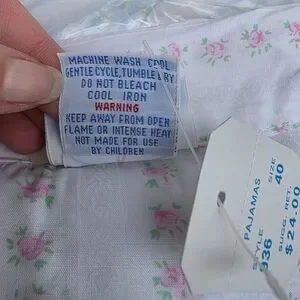 MACHINE WASH COOL
GENTLE CYCLE, TUMBLE DRY
DO NOT BLEACH
COOL IRON
WARNING
KEEP AWAY FROM OPEN
FLAME OR INTENSE HEAT
NOT MADE FOR USE
BY CHILDREN
PAJAMAS
STYLE SIZE
936 40
SUGG. RET.
$24.00